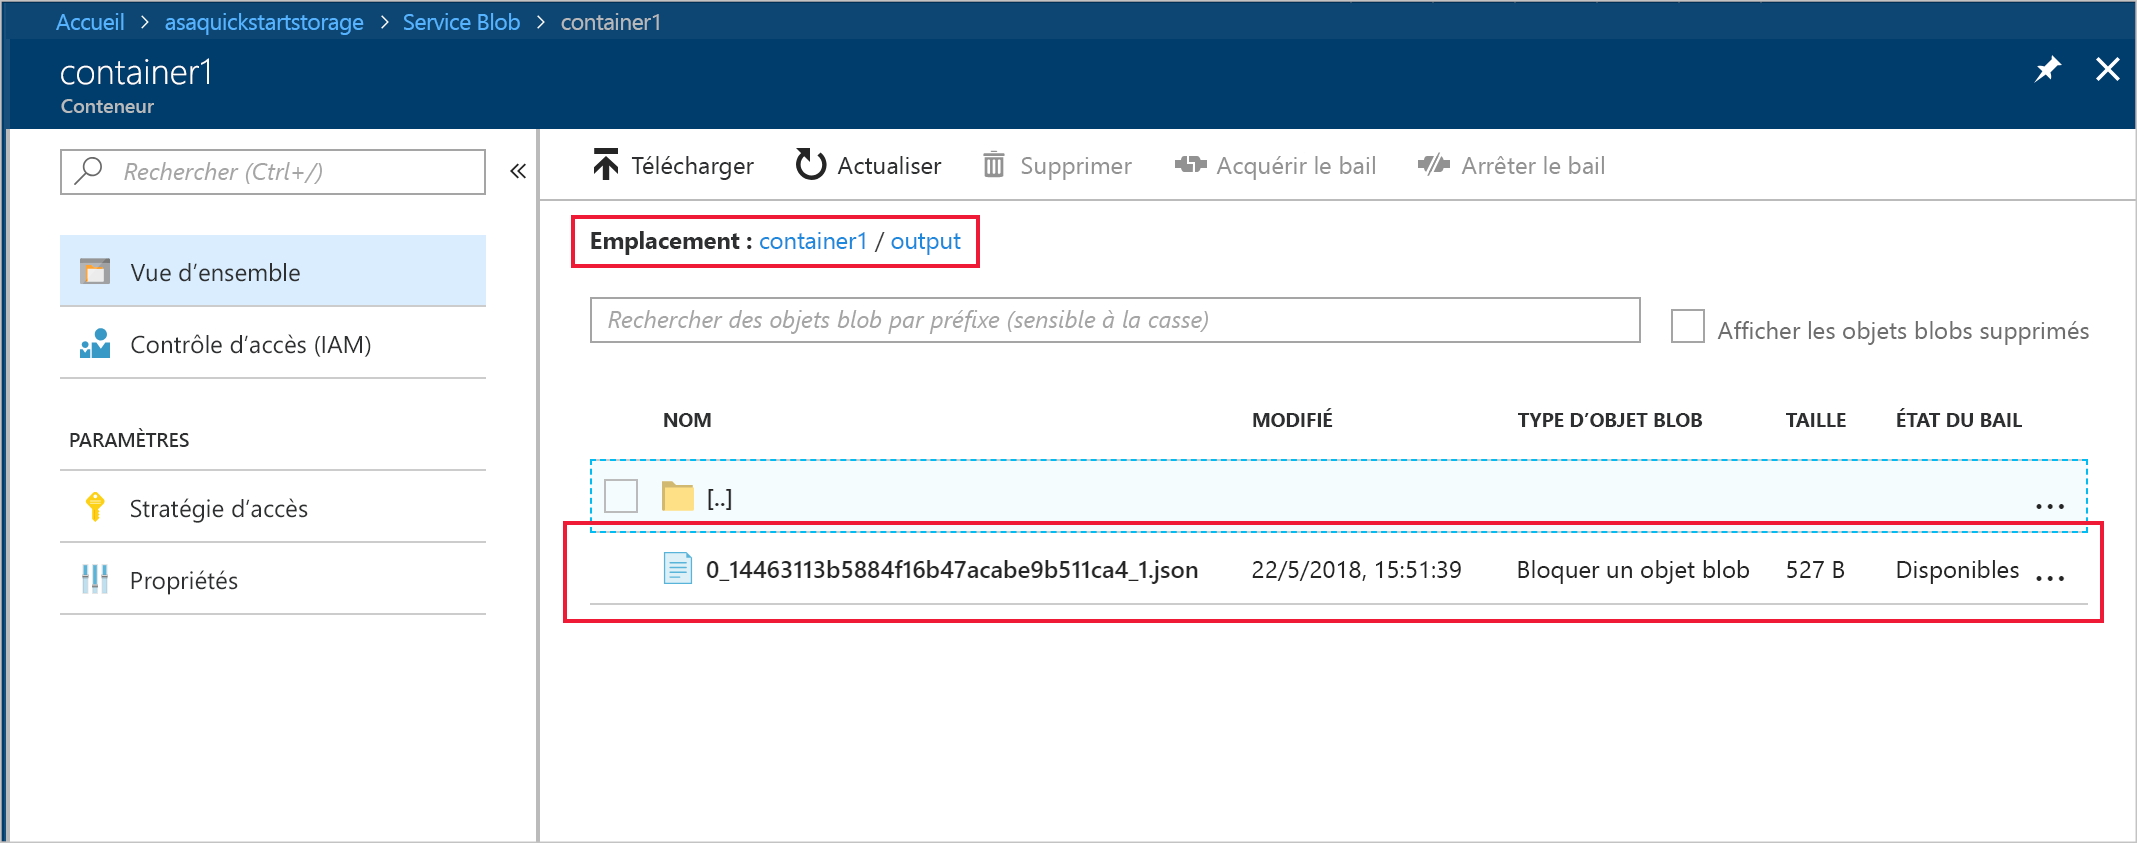 Accueil > asaquickstartstorage > Service Blob > container1
container1
Conteneur
Rechercher (Ctrl+/)
«
Vue d’ensemble
Contrôle d’accès (IAM)
PARAMÈTRES
Stratégie d’accès
Propriétés
Télécharger Actualiser Supprimer Acquérir le bail Arrêter le bail
Emplacement : container1 / output
Rechercher des objets blob par préfixe (sensible à la casse)
Afficher les objets blobs supprimés
NOM MODIFIÉ TYPE D’OBJET BLOB TAILLE ÉTAT DU BAIL
[..] ...
0_14463113b5884f16b47acabe9b511ca4_1.json 22/5/2018, 15:51:39 Bloquer un objet blob 527 B Disponibles ...